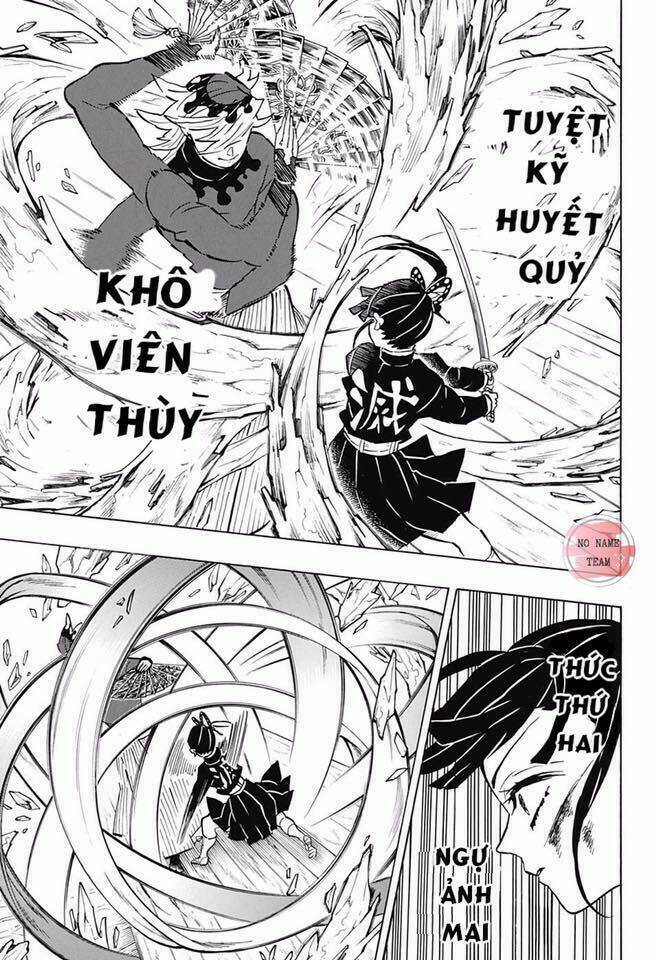 TUYỆT
KỸ
HUYẾT
QUỶ
KHÔ
VIÊN
THÙY
滅
NO NAME
TEAM
THỨC
THỨ
HAI
NGỰ
ẢNH
MAI